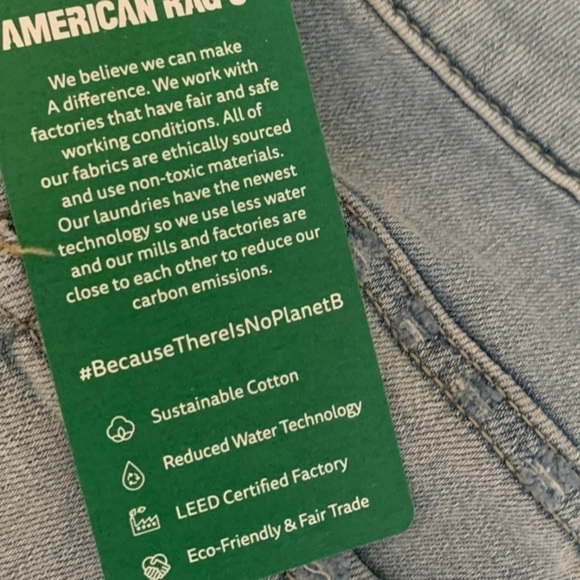 AMERICAN RAG
We believe we can make
A difference. We work with
factories that have fair and safe
working conditions. All of
our fabrics are ethically sourced
and use non-toxic materials.
Our laundries have the newest
technology so we use less water
and our mills and factories are
close to each other to reduce our
carbon emissions.
#BecauseThereIsNoPlanetB
Sustainable Cotton
Reduced Water Technology
LEED Certified Factory
Eco-Friendly & Fair Trade